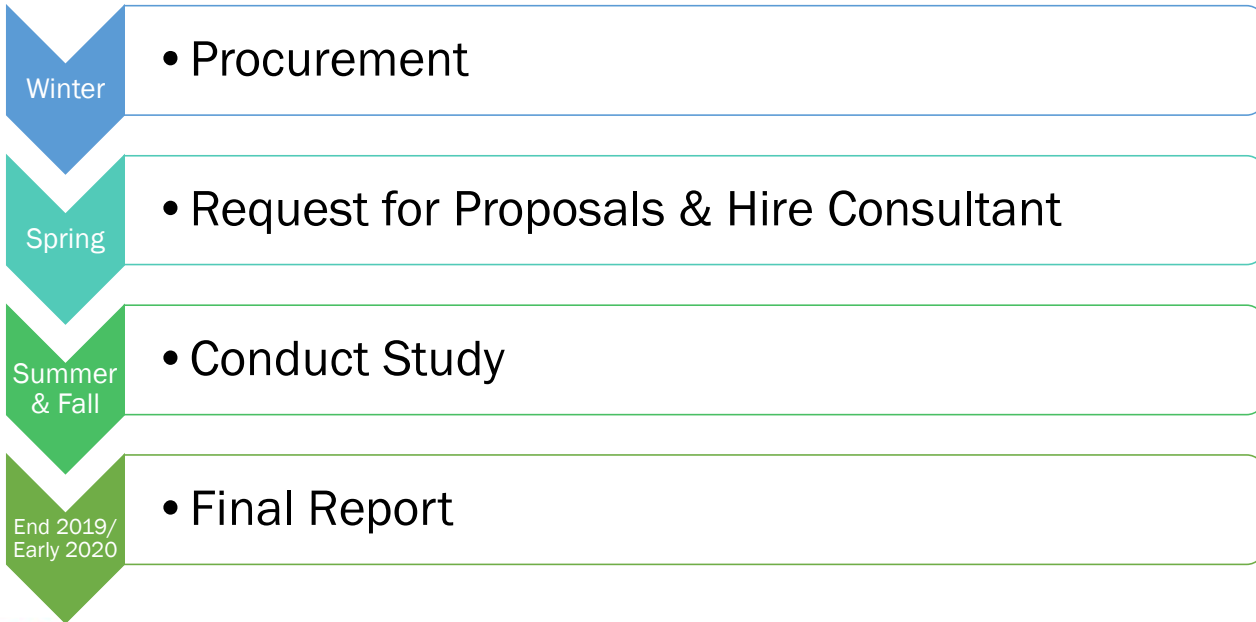 Winter
• Procurement
Spring
• Request for Proposals & Hire Consultant
Summer
& Fall
• Conduct Study
End 2019/
Early 2020
• Final Report